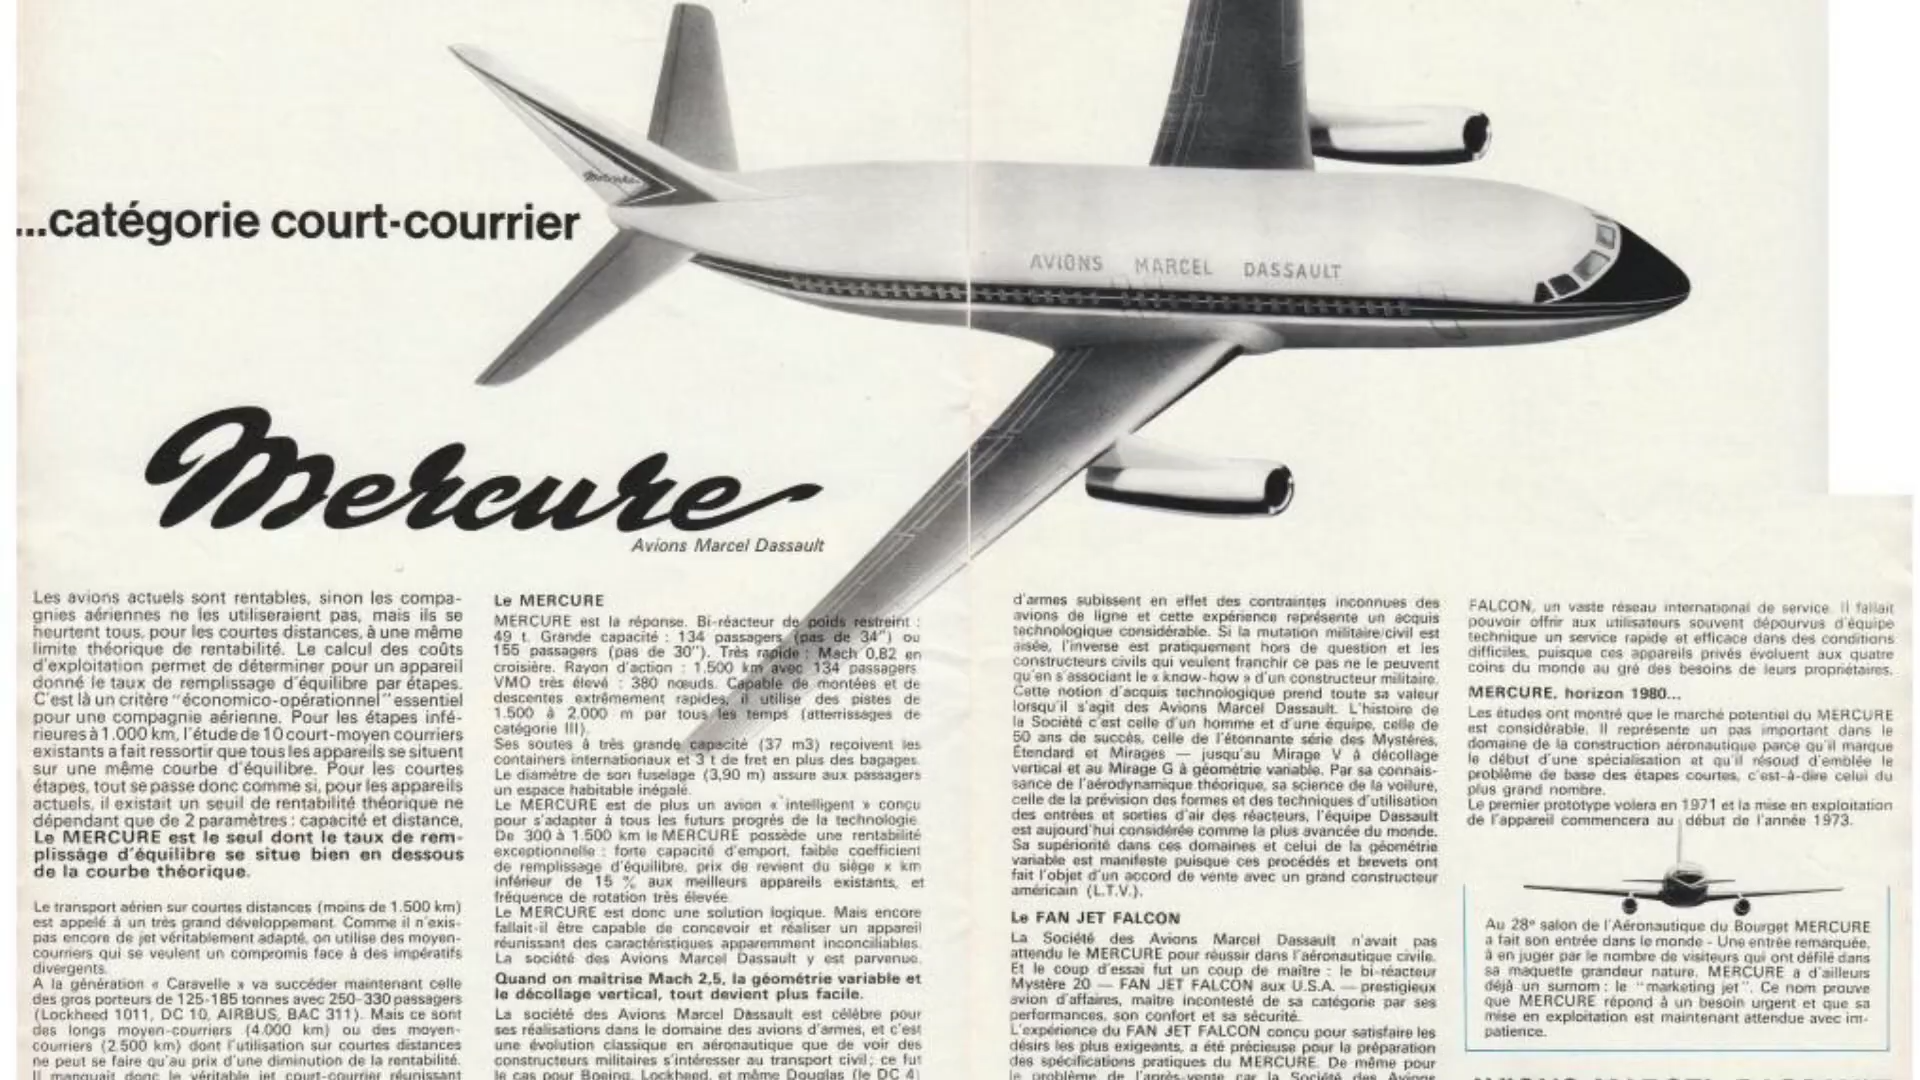 ...catégorie court-courrier
Mercure
AVIONS MARCEL DASSAULT
Mercure
Avions Marcel Dassault
Les avions actuels sont rentables, sinon les compa-
gnies aériennes ne les utiliseraient pas, mais ils se
heurtent tous, pour les courtes distances, à une même
limite théorique de rentabilité. Le calcul des coûts
d'exploitation permet de déterminer pour un appareil
donné le taux de remplissage d'équilibre par étapes.
C'est là un critère "économico-opérationnel" essentiel
pour une compagnie aérienne. Pour les étapes infé-
rieures à 1.000 km, l'étude de 10 court-moyen courriers
existants a fait ressortir que tous les appareils se situent
sur une même courbe d'équilibre. Pour les courtes
étapes, tout se passe donc comme si, pour les appareils
actuels, il existait un seuil de rentabilité théorique ne
dépendant que de 2 paramètres : capacité et distance.
Le MERCURE est le seul dont le taux de rem-
plissage d'équilibre se situe bien en dessous
de la courbe théorique.
Le transport aérien sur courtes distances (moins de 1.500 km)
est appelé à un très grand développement. Comme il n'exis-
pas encore de jet véritablement adapté, on utilise des moyen-
courriers qui se veulent un compromis face à des impératifs
divergents.
A la génération « Caravelle » va succéder maintenant celle
des gros porteurs de 125-185 tonnes avec 250-330 passagers
(Lockheed 1011, DC 10, AIRBUS, BAC 311). Mais ce sont
des longs moyen-courriers (4.000 km) ou des moyen-
courriers (2.500 km) dont l'utilisation sur courtes distances
ne peut se faire qu'au prix d'une diminution de la rentabilité.
Il manquait donc le véritable jet court-courrier réunissant
Le MERCURE
MERCURE est la réponse. Bi-réacteur de poids restreint :
49 t. Grande capacité : 134 passagers (pas de 34") ou
155 passagers (pas de 30"). Très rapide : Mach 0,82 en
croisière. Rayon d'action : 1.500 km avec 134 passagers.
VMO très élevé : 380 nœuds. Capable de montées et de
descentes extrêmement rapides, il utilise des pistes de
1.500 à 2.000 m par tous les temps (atterrissages de
catégorie III).
Ses soutes à très grande capacité (37 m3) reçoivent les
containers internationaux et 3 t de fret en plus des bagages.
Le diamètre de son fuselage (3,90 m) assure aux passagers
un espace habitable inégalé.
Le MERCURE est de plus un avion « intelligent » conçu
pour s'adapter à tous les futurs progrès de la technologie.
De 300 à 1.500 km le MERCURE possède une rentabilité
exceptionnelle : forte capacité d'emport, faible coefficient
de remplissage d'équilibre, prix de revient du siège x km
inférieur de 15 % aux meilleurs appareils existants, et
fréquence de rotation très élevée.
Le MERCURE est donc une solution logique. Mais encore
fallait-il être capable de concevoir et réaliser un appareil
réunissant des caractéristiques apparemment inconciliables.
La société des Avions Marcel Dassault y est parvenue.
Quand on maîtrise Mach 2,5, la géométrie variable et
le décollage vertical, tout devient plus facile.
La société des Avions Marcel Dassault est célèbre pour
ses réalisations dans le domaine des avions d'armes, et c'est
une évolution classique en aéronautique que de voir des
constructeurs militaires s'intéresser au transport civil ; ce fut
le cas pour Boeing, Lockheed, et même Douglas (le DC 4)
d'armes subissent en effet des contraintes inconnues des
avions de ligne et cette expérience représente un acquis
technologique considérable. Si la mutation militaire/civil est
aisée, l'inverse est pratiquement hors de question et les
constructeurs civils qui veulent franchir ce pas ne le peuvent
qu'en s'associant le « know-how » d'un constructeur militaire.
Cette notion d'acquis technologique prend toute sa valeur
lorsqu'il s'agit des Avions Marcel Dassault. L'histoire de
la Société c'est celle d'un homme et d'une équipe, celle de
50 ans de succès, celle de l'étonnante série des Mystères,
Étendard et Mirages — jusqu'au Mirage V à décollage
vertical et au Mirage G à géométrie variable. Par sa connais-
sance de l'aérodynamique théorique, sa science de la voilure,
celle de la prévision des formes et des techniques d'utilisation
des entrées et sorties d'air des réacteurs, l'équipe Dassault
est aujourd'hui considérée comme la plus avancée du monde.
Sa supériorité dans ces domaines et celui de la géométrie
variable est manifeste puisque ces procédés et brevets ont
fait l'objet d'un accord de vente avec un grand constructeur
américain (L.T.V.).
Le FAN JET FALCON
La Société des Avions Marcel Dassault n'avait pas
attendu le MERCURE pour réussir dans l'aéronautique civile.
Et le coup d'essai fut un coup de maître : le bi-réacteur
Mystère 20 — FAN JET FALCON aux U.S.A. — prestigieux
avion d'affaires, maître incontesté de sa catégorie par ses
performances, son confort et sa sécurité.
L'expérience du FAN JET FALCON conçu pour satisfaire les
désirs les plus exigeants, a été précieuse pour la préparation
des spécifications pratiques du MERCURE. De même pour
le problème de l'après-vente car la Société des Avions
FALCON, un vaste réseau international de service. Il fallait
pouvoir offrir aux utilisateurs souvent dépourvus d'équipe
technique un service rapide et efficace dans des conditions
difficiles, puisque ces appareils privés évoluent aux quatre
coins du monde au gré des besoins de leurs propriétaires.
MERCURE, horizon 1980...
Les études ont montré que le marché potentiel du MERCURE
est considérable. Il représente un pas important dans le
domaine de la construction aéronautique parce qu'il marque
le début d'une spécialisation et qu'il résoud d'emblée le
problème de base des étapes courtes, c'est-à-dire celui du
plus grand nombre.
Le premier prototype volera en 1971 et la mise en exploitation
de l'appareil commencera au début de l'année 1973.
Au 28e salon de l'Aéronautique du Bourget MERCURE
a fait son entrée dans le monde - Une entrée remarquée,
à en juger par le nombre de visiteurs qui ont défilé dans
sa maquette grandeur nature. MERCURE a d'ailleurs
déjà un surnom : le "marketing jet". Ce nom prouve
que MERCURE répond à un besoin urgent et que sa
mise en exploitation est maintenant attendue avec im-
patience.